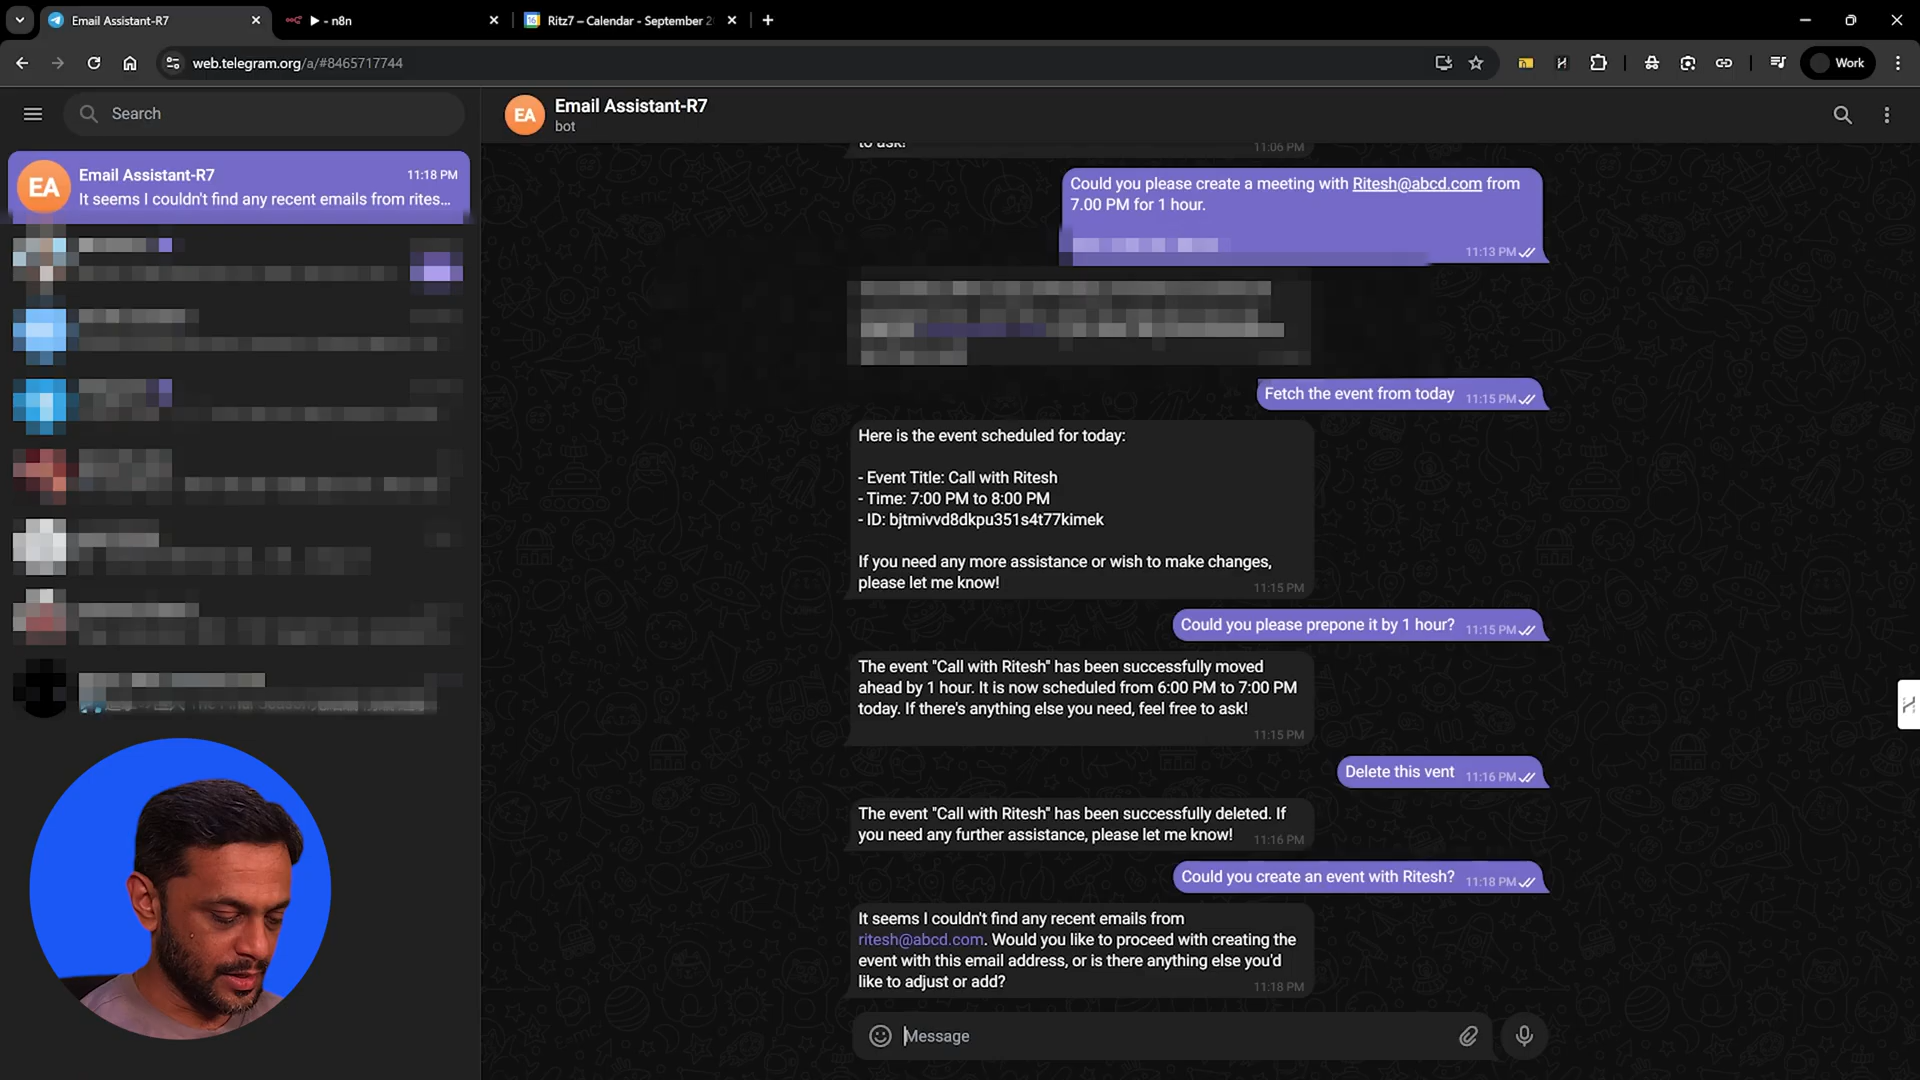 Email Assistant-R7
▶ - n8n
Ritz7 – Calendar - September 2
web.telegram.org/a/#8465717744
Work
Search
EA
Email Assistant-R7
bot
EA
Email Assistant-R7
11:18 PM
It seems I couldn't find any recent emails from rites...
to ask!
11:06 PM
Could you please create a meeting with Ritesh@abcd.com from
7.00 PM for 1 hour.
11:13 PM
Fetch the event from today
11:15 PM
Here is the event scheduled for today:
- Event Title: Call with Ritesh
- Time: 7:00 PM to 8:00 PM
- ID: bjtmivvd8dkpu351s4t77kimek
If you need any more assistance or wish to make changes,
please let me know!
11:15 PM
Could you please prepone it by 1 hour?
11:15 PM
The event "Call with Ritesh" has been successfully moved
ahead by 1 hour. It is now scheduled from 6:00 PM to 7:00 PM
today. If there's anything else you need, feel free to ask!
11:15 PM
Delete this vent
11:16 PM
The event "Call with Ritesh" has been successfully deleted. If
you need any further assistance, please let me know!
11:16 PM
Could you create an event with Ritesh?
11:18 PM
It seems I couldn't find any recent emails from
ritesh@abcd.com. Would you like to proceed with creating the
event with this email address, or is there anything else you'd
like to adjust or add?
11:18 PM
Message